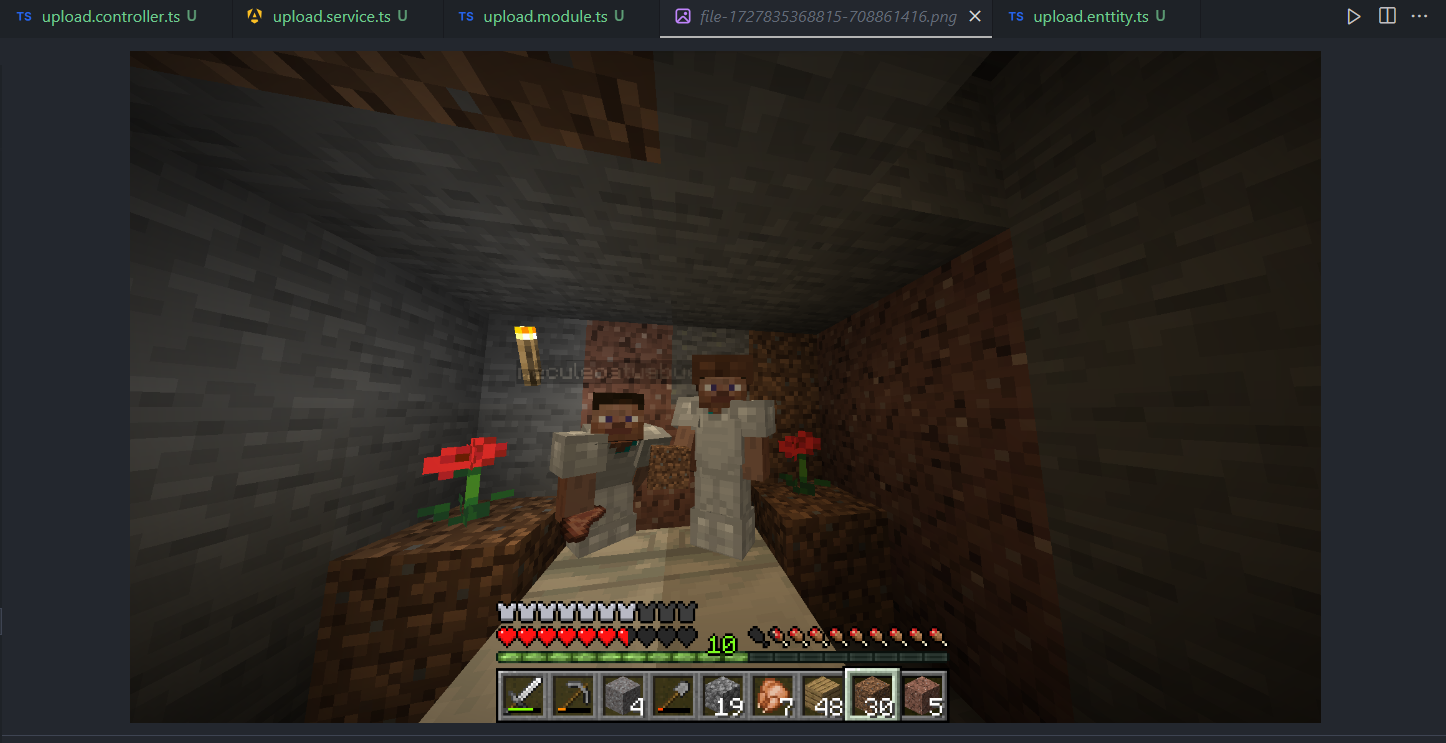 TS upload.controller.ts U
upload.service.ts U
TS upload.module.ts U
file-1727835368815-708861416.png
TS upload.enttity.ts U
10
4
19
7
48
30
5